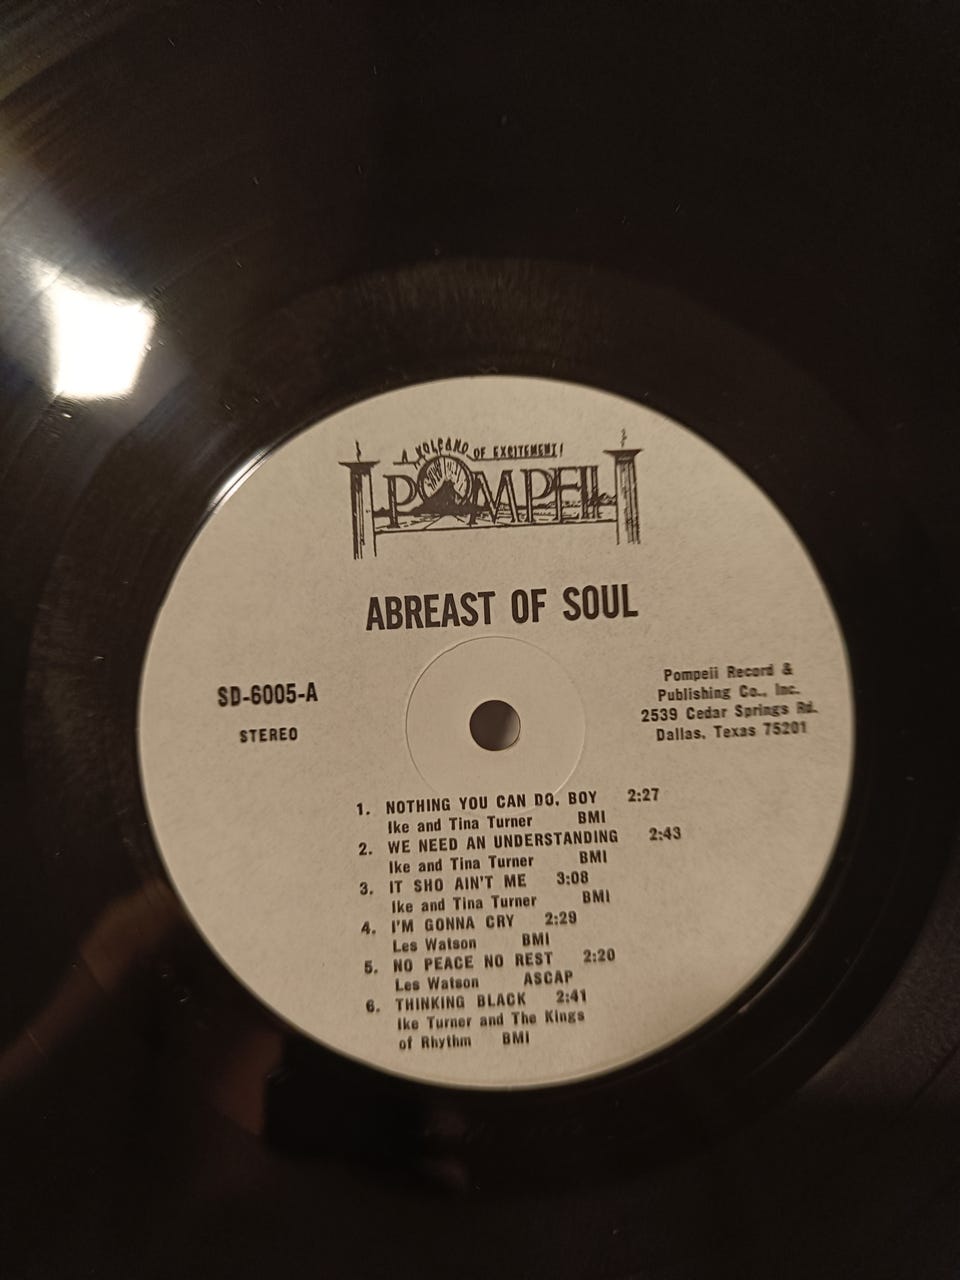 A VOLCANO OF EXCITEMENT!
POMPEII
ABREAST OF SOUL
SD-6005-A
STEREO
Pompeii Record &
Publishing Co., Inc.
2539 Cedar Springs Rd.
Dallas, Texas 75201
1. NOTHING YOU CAN DO, BOY 2:27
Ike and Tina Turner BMI
2. WE NEED AN UNDERSTANDING 2:43
Ike and Tina Turner BMI
3. IT SHO AIN'T ME 3:08
Ike and Tina Turner BMI
4. I'M GONNA CRY 2:29
Les Watson BMI
5. NO PEACE NO REST 2:20
Les Watson ASCAP
6. THINKING BLACK 2:41
Ike Turner and The Kings
of Rhythm BMI